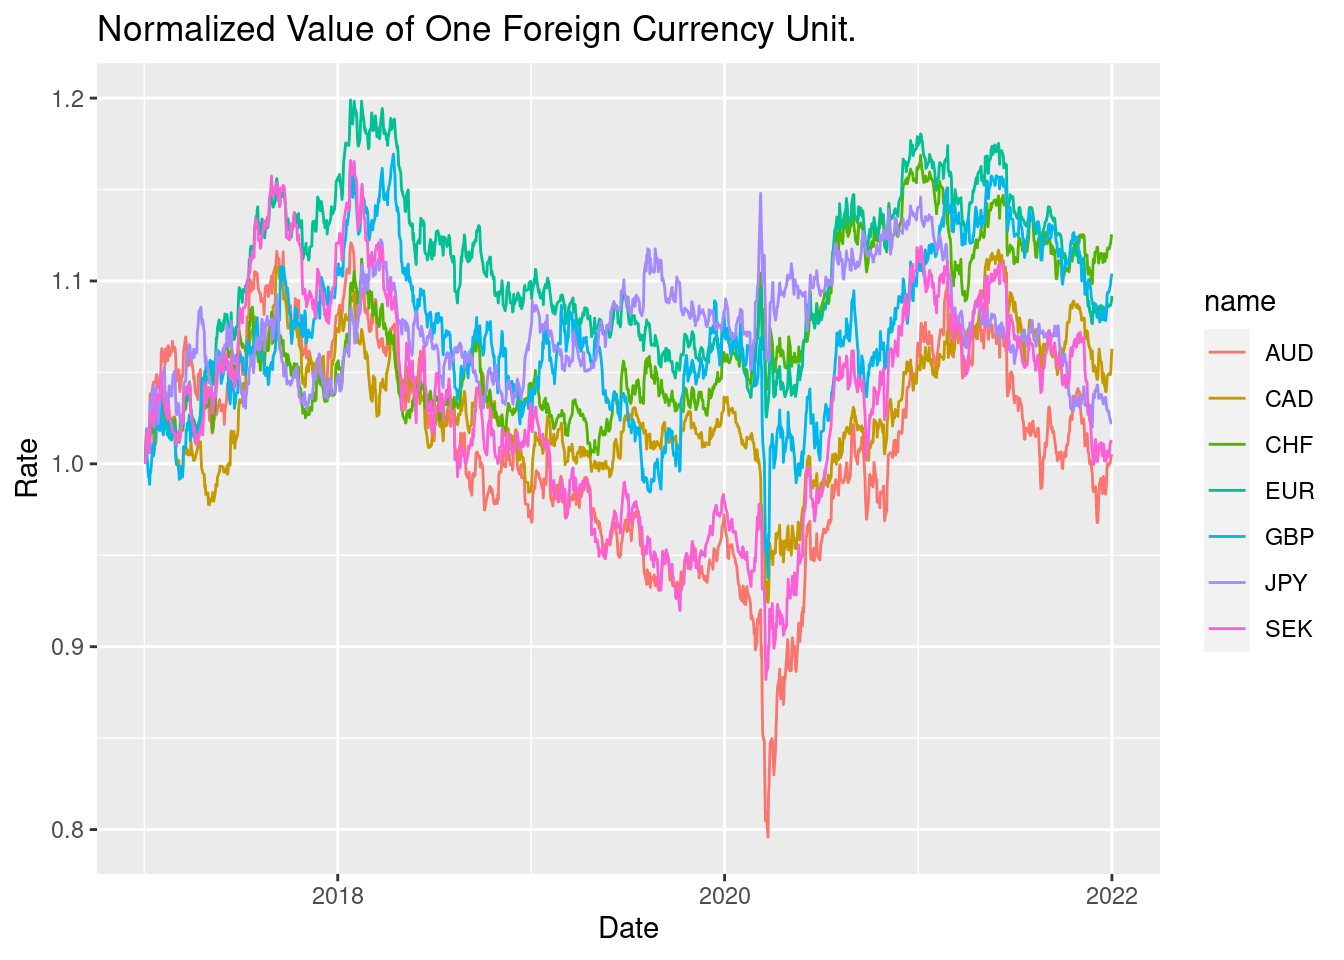 Normalized Value of One Foreign Currency Unit.
1.2
1.1
1.0
0.9
0.8
Rate
2018
2020
2022
Date
name
AUD
CAD
CHF
EUR
GBP
JPY
SEK